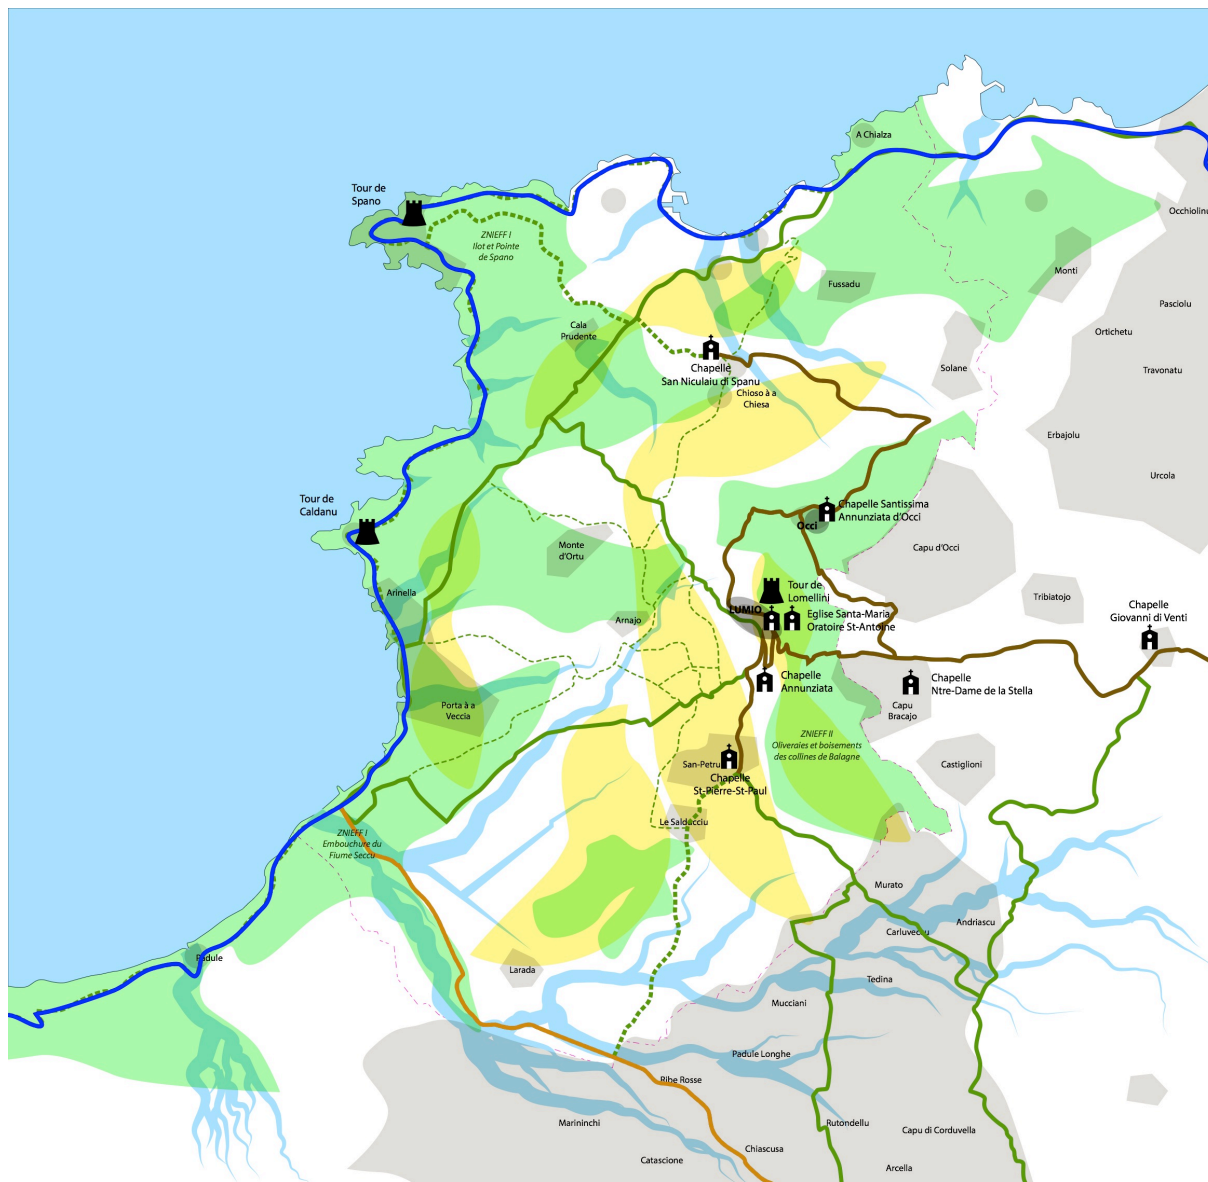 A Chialza
Tour de
Spano
ZNIEFF I
Ilot et Pointe
de Spano
Occhiolinu
Monti
Fussadu
Pasciolu
Cala
Prudente
Ortichetu
Chapelle
San Niculaiu di Spanu
Solane
Travonatu
Chioso à a
Chiesa
Erbajolu
Urcola
Tour de
Caldanu
Chapelle Santissima
Annunziata d'Occi
Occi
Monte
d'Ortu
Capu d'Occi
Arinella
Tour de
Lomellini
Tribiatojo
LUMIO
Eglise Santa-Maria
Oratoire St-Antoine
Chapelle
Giovanni di Venti
Arnajo
Chapelle
Annunziata
Chapelle
Ntre-Dame de la Stella
Porta à a
Veccia
Capu
Bracajo
ZNIEFF II
Oliveraies et boisements
des collines de Balagne
San-Petru
Chapelle
St-Pierre-St-Paul
Castiglioni
Le Salducciu
ZNIEFF I
Embouchure du
Fiume Seccu
Murato
Andriascu
Carluvecu
Padule
Larada
Tedina
Mucciani
Padule Longhe
Ribe Rosse
Marininchi
Rutondellu
Capu di Corduvella
Chiascusa
Catascione
Arcella